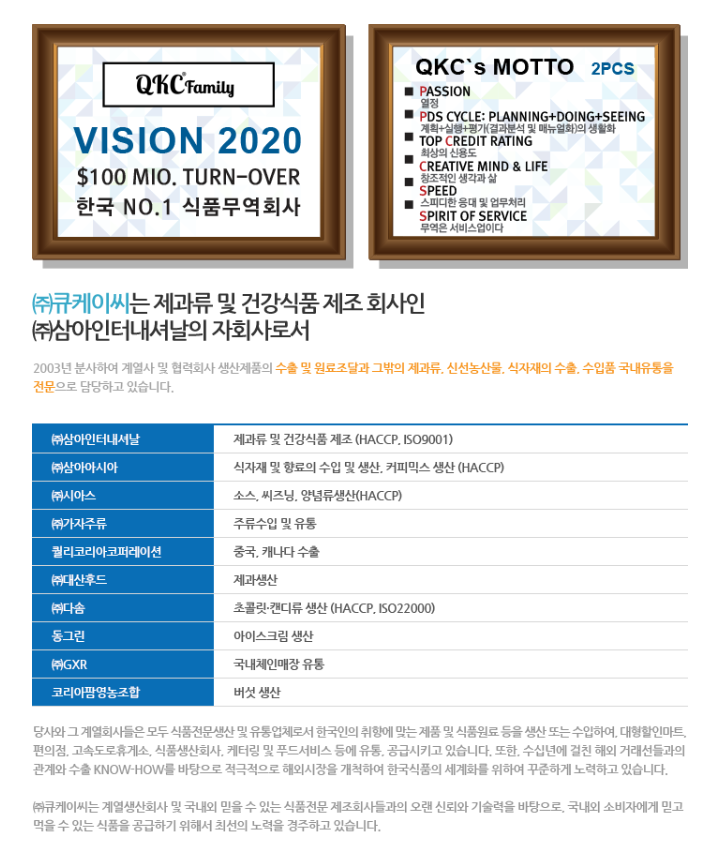 QKC® Family
VISION 2020
$100 MIO. TURN-OVER
한국 NO.1 식품무역회사
QKC`s MOTTO 2PCS
■ PASSION
열정
■ PDS CYCLE: PLANNING+DOING+SEEING
계획+실행+평가(결과분석 및 매뉴얼화)의 생활화
■ TOP CREDIT RATING
최상의 신용도
■ CREATIVE MIND & LIFE
창조적인 생각과 삶
■ SPEED
스피디한 응대 및 업무처리
■ SPIRIT OF SERVICE
무역은 서비스업이다
㈜큐케이씨는 제과류 및 건강식품 제조 회사인
㈜삼아인터내셔날의 자회사로서
2003년 분사하여 계열사 및 협력회사 생산제품의 수출 및 원료조달과 그밖의 제과류, 신선농산물, 식자재의 수출, 수입품 국내유통을
전문으로 담당하고 있습니다.
㈜삼아인터내셔날 제과류 및 건강식품 제조 (HACCP, ISO9001)
㈜삼아아시아 식자재 및 향료의 수입 및 생산, 커피믹스 생산 (HACCP)
㈜시아스 소스, 씨즈닝, 양념류생산(HACCP)
㈜가자주류 주류수입 및 유통
퀄리코리아코퍼레이션 중국, 캐나다 수출
㈜대산후드 제과생산
㈜다솜 초콜릿·캔디류 생산 (HACCP, ISO22000)
동그린 아이스크림 생산
㈜GXR 국내체인매장 유통
코리아팜영농조합 버섯 생산
당사와 그 계열회사들은 모두 식품전문생산 및 유통업체로서 한국인의 취향에 맞는 제품 및 식품원료 등을 생산 또는 수입하여, 대형할인마트,
편의점, 고속도로휴게소, 식품생산회사, 케터링 및 푸드서비스 등에 유통, 공급시키고 있습니다. 또한, 수십년에 걸친 해외 거래선들과의
관계와 수출 KNOW-HOW를 바탕으로 적극적으로 해외시장을 개척하여 한국식품의 세계화를 위하여 꾸준하게 노력하고 있습니다.
㈜큐케이씨는 계열생산회사 및 국내외 믿을 수 있는 식품전문 제조회사들과의 오랜 신뢰와 기술력을 바탕으로, 국내외 소비자에게 믿고
먹을 수 있는 식품을 공급하기 위해서 최선의 노력을 경주하고 있습니다.